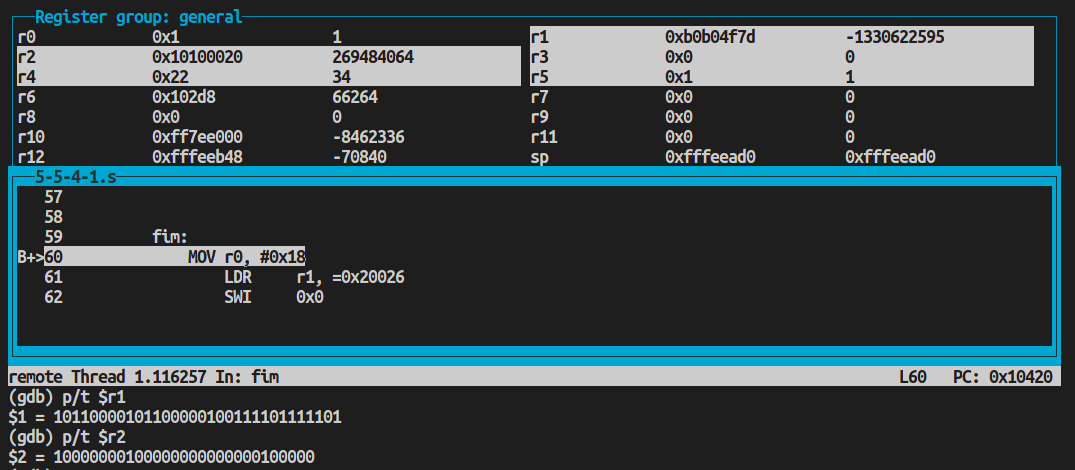 Register group: general
r0 0x1 1 r1 0xb0b04f7d -1330622595
r2 0x10100020 269484064 r3 0x0 0
r4 0x22 34 r5 0x1 1
r6 0x102d8 66264 r7 0x0 0
r8 0x0 0 r9 0x0 0
r10 0xff7ee000 -8462336 r11 0x0 0
r12 0xfffeeb48 -70840 sp 0xfffeead0 0xfffeead0
5-5-4-1.s
57
58
59 fim:
B+>60 MOV r0, #0x18
61 LDR r1, =0x20026
62 SWI 0x0
remote Thread 1.116257 In: fim L60 PC: 0x10420
(gdb) p/t $r1
$1 = 10110000101100000100111101111101
(gdb) p/t $r2
$2 = 10000000100000000000000100000